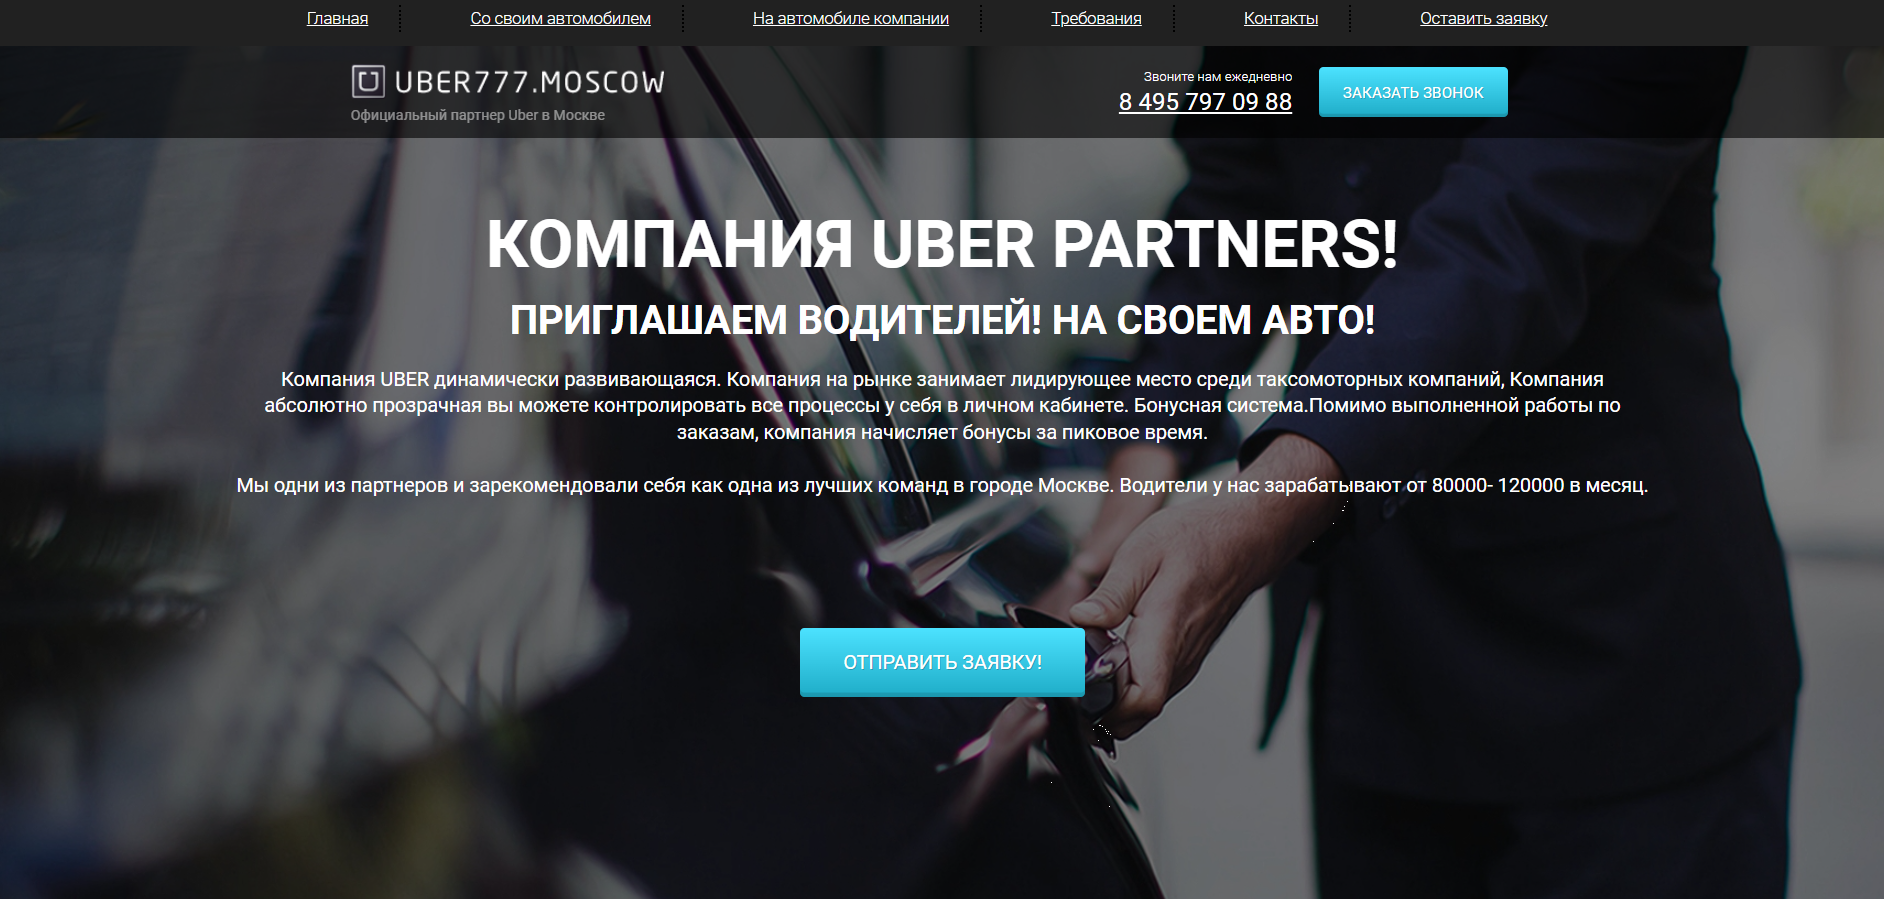 Главная
Со своим автомобилем
На автомобиле компании
Требования
Контакты
Оставить заявку
UBER777.MOSCOW
Официальный партнер Uber в Москве
Звоните нам ежедневно
8 495 797 09 88
ЗАКАЗАТЬ ЗВОНОК
КОМПАНИЯ UBER PARTNERS!
ПРИГЛАШАЕМ ВОДИТЕЛЕЙ! НА СВОЕМ АВТО!
Компания UBER динамически развивающаяся. Компания на рынке занимает лидирующее место среди таксомоторных компаний, Компания
абсолютно прозрачная вы можете контролировать все процессы у себя в личном кабинете. Бонусная система.Помимо выполненной работы по
заказам, компания начисляет бонусы за пиковое время.
Мы одни из партнеров и зарекомендовали себя как одна из лучших команд в городе Москве. Водители у нас зарабатывают от 80000- 120000 в месяц.
ОТПРАВИТЬ ЗАЯВКУ!